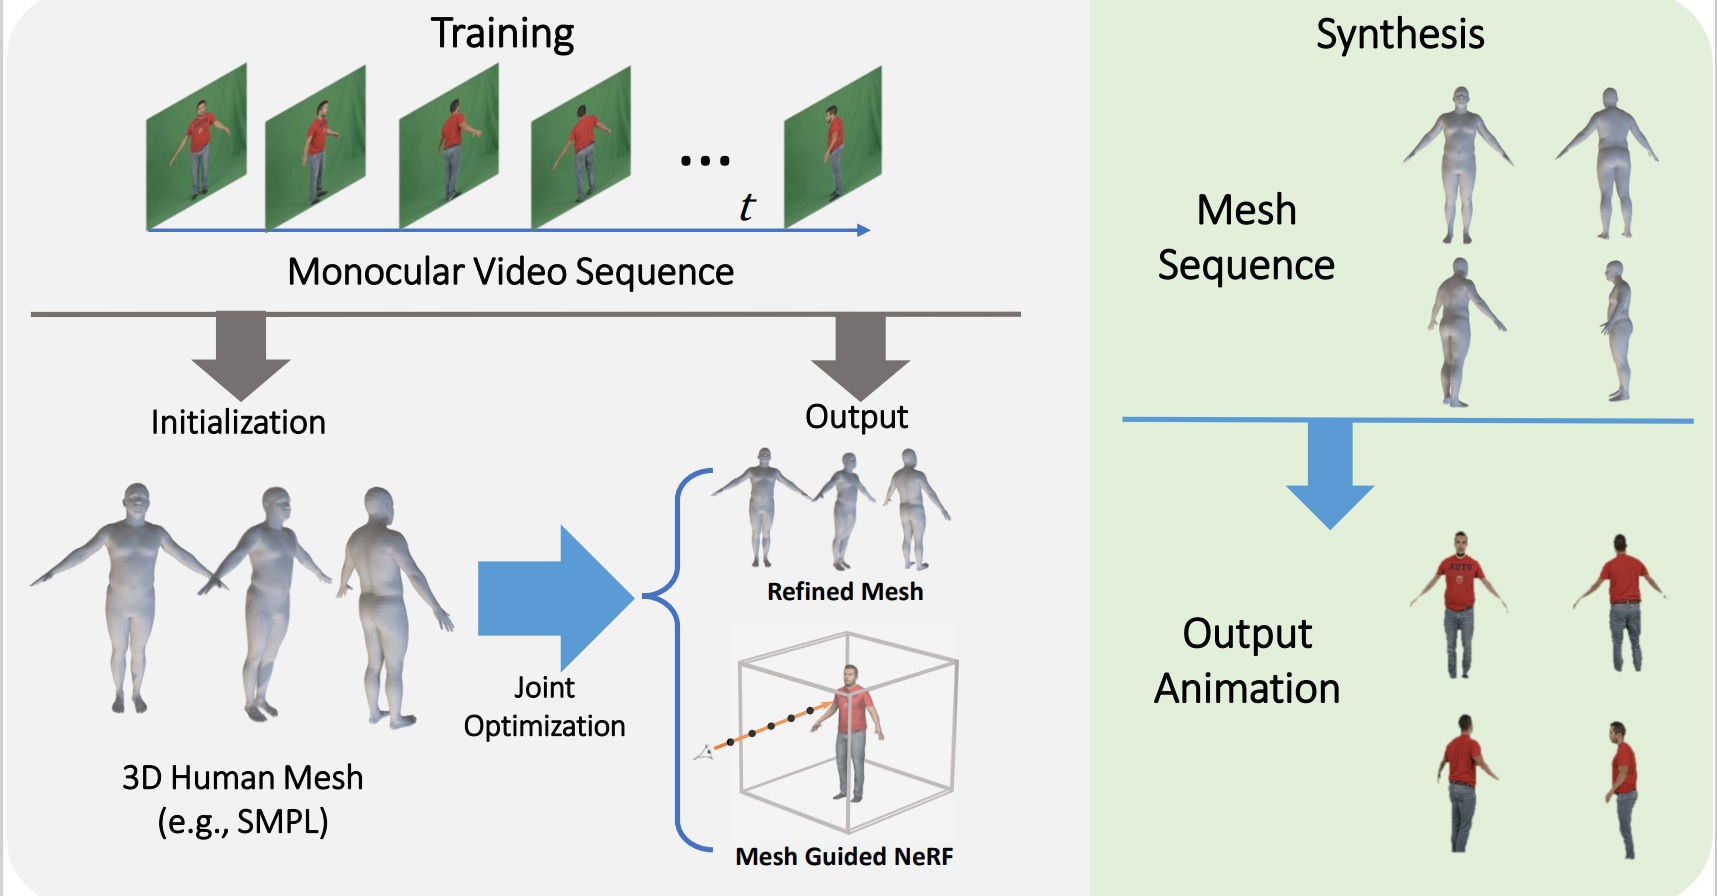 Training
t
Monocular Video Sequence
Initialization
Output
3D Human Mesh
(e.g., SMPL)
Joint
Optimization
Refined Mesh
Mesh Guided NeRF
Synthesis
Mesh
Sequence
Output
Animation
AUTO